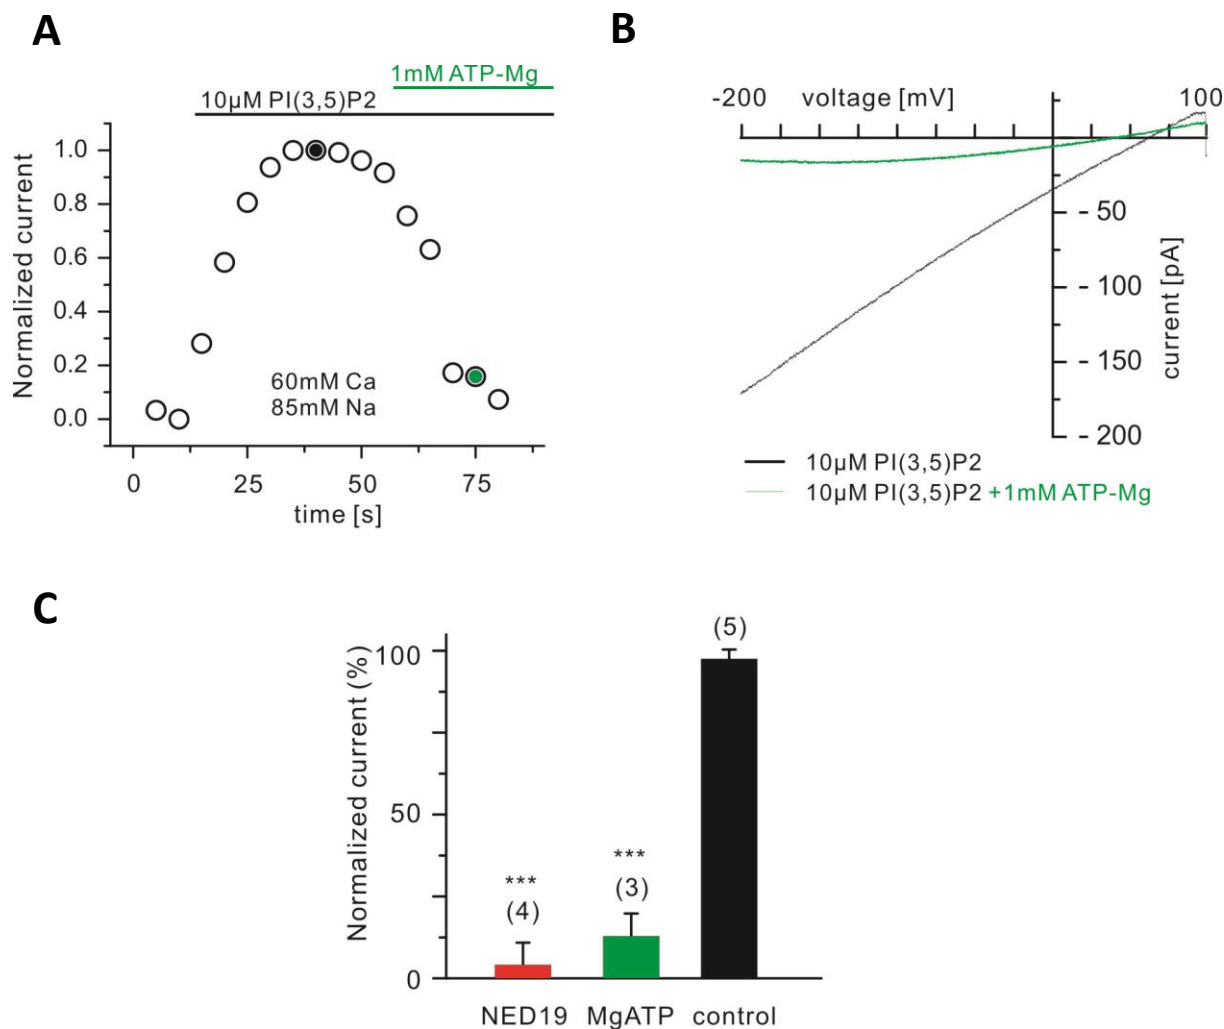 A
1mM ATP-Mg
10µM PI(3,5)P2
Normalized current
1.0
0.8
0.6
0.4
0.2
0.0
60mM Ca
85mM Na
0 25 50 75
time [s]
B
-200 voltage [mV] 100
- 50
- 100
- 150
- 200
current [pA]
10µM PI(3,5)P2
10µM PI(3,5)P2 +1mM ATP-Mg
C
Normalized current (%)
100
50
0
***
(4)
***
(3)
(5)
NED19 MgATP control